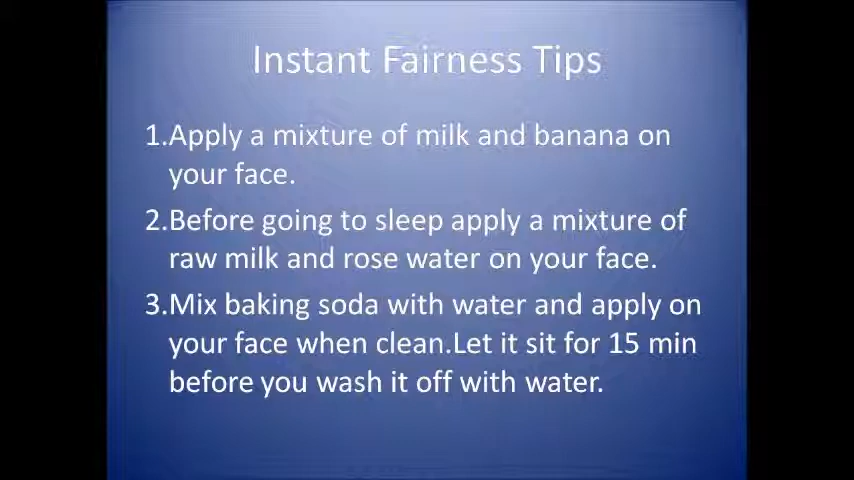 Instant Fairness Tips
1.Apply a mixture of milk and banana on
your face.
2.Before going to sleep apply a mixture of
raw milk and rose water on your face.
3.Mix baking soda with water and apply on
your face when clean.Let it sit for 15 min
before you wash it off with water.